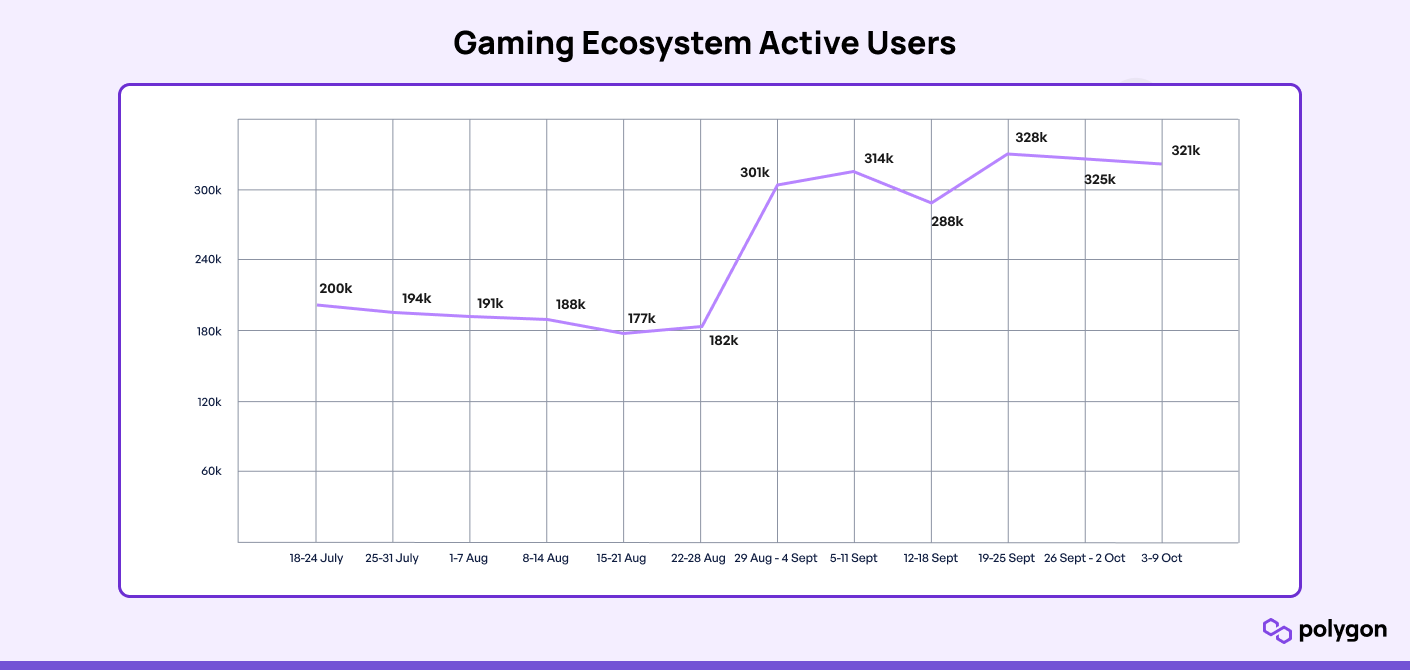 Gaming Ecosystem Active Users
328k
321k
314k
301k
325k
300k
288k
240k
200k
194k
191k
188k
177k
180k
182k
120k
60k
18-24 July
25-31 July
1-7 Aug
8-14 Aug
15-21 Aug
22-28 Aug
29 Aug - 4 Sept
5-11 Sept
12-18 Sept
19-25 Sept
26 Sept - 2 Oct
3-9 Oct
polygon